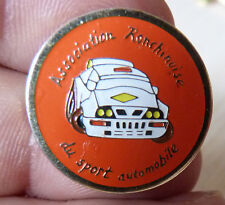 Association Ronchinoise
du sport automobile